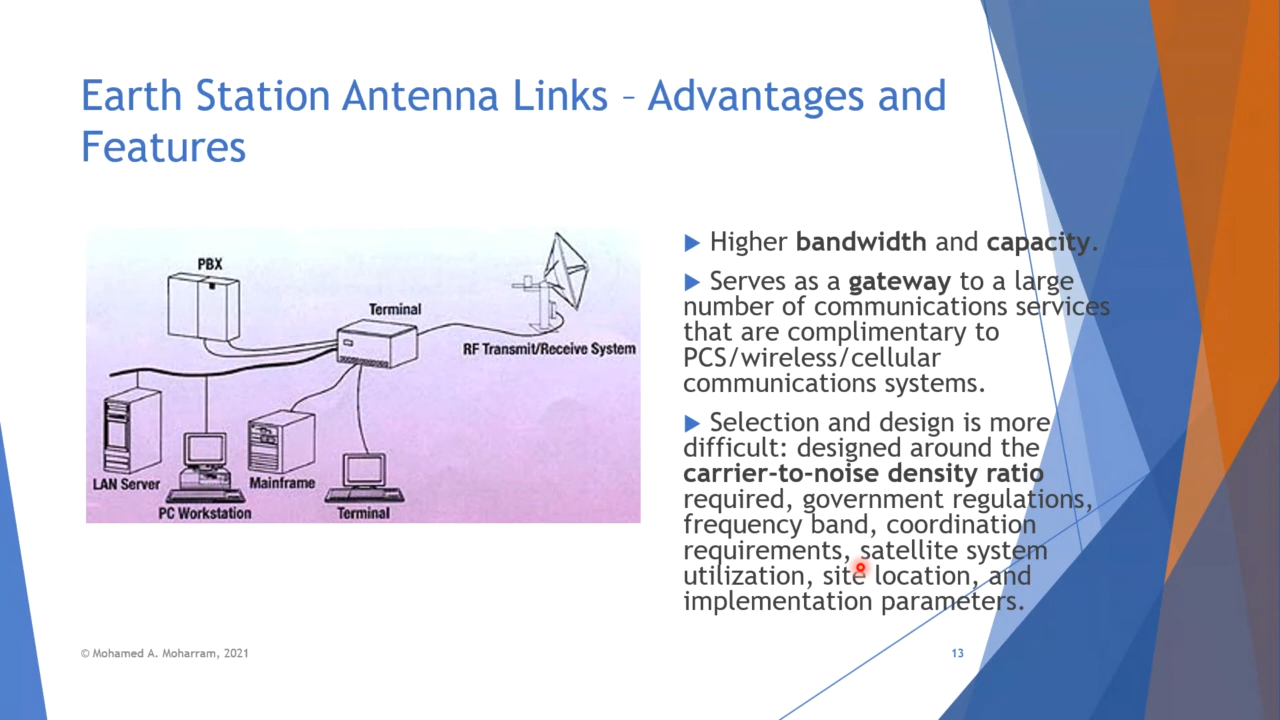 Earth Station Antenna Links – Advantages and
Features
PBX
Terminal
RF Transmit/Receive System
LAN Server
PC Workstation
Mainframe
Terminal
Higher bandwidth and capacity.
Serves as a gateway to a large
number of communications services
that are complimentary to
PCS/wireless/cellular
communications systems.
Selection and design is more
difficult: designed around the
carrier-to-noise density ratio
required, government regulations,
frequency band, coordination
requirements, satellite system
utilization, site location, and
implementation parameters.
© Mohamed A. Moharram, 2021
13